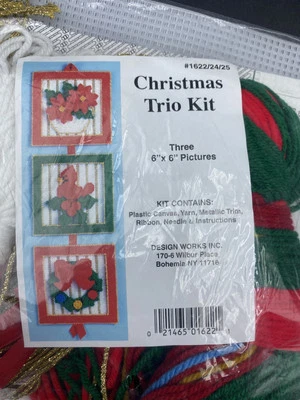 #1622/24/25
Christmas
Trio Kit
Three
6"x 6" Pictures
KIT CONTAINS:
Plastic Canvas, Yarn, Metallic Trim,
Ribbon, Needle & Instructions
DESIGN WORKS INC.
170-6 Wilbur Place
Bohemia NY 11716
0 21465 01622